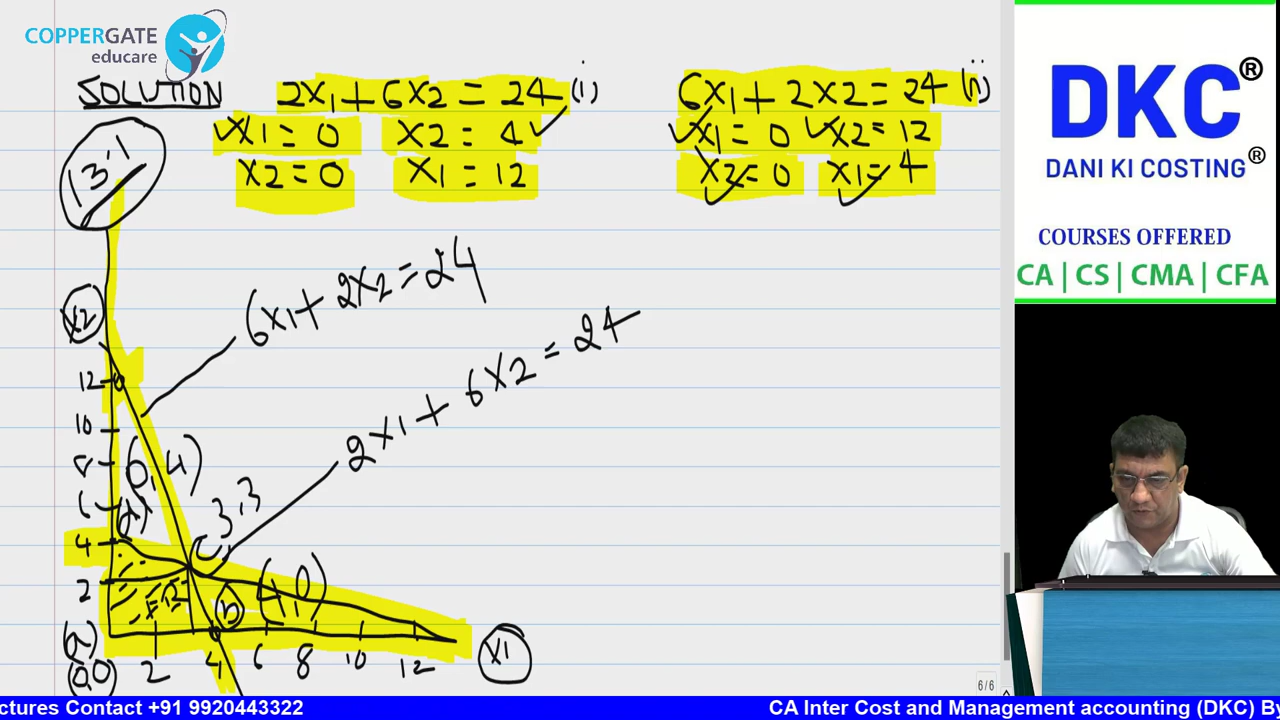 COPPERGATE
educare
SOLUTION
2X1 + 6X2 = 24 (i)
X1 = 0 X2 = 4
X2 = 0 X1 = 12
6X1 + 2X2 = 24 (ii)
X1 = 0 X2 = 12
X2 = 0 X1 = 4
13.1
6X1 + 2X2 = 24
2X1 + 6X2 = 24
X2
12
10
8
6
4
2
(0,4)
(d)
C 3,3
(b) (4,0)
(a)
(0,0)
2 4 6 8 10 12
X1
6/6
DKC®
DANI KI COSTING®
COURSES OFFERED
CA | CS | CMA | CFA
ctures Contact +91 9920443322
CA Inter Cost and Management accounting (DKC) By